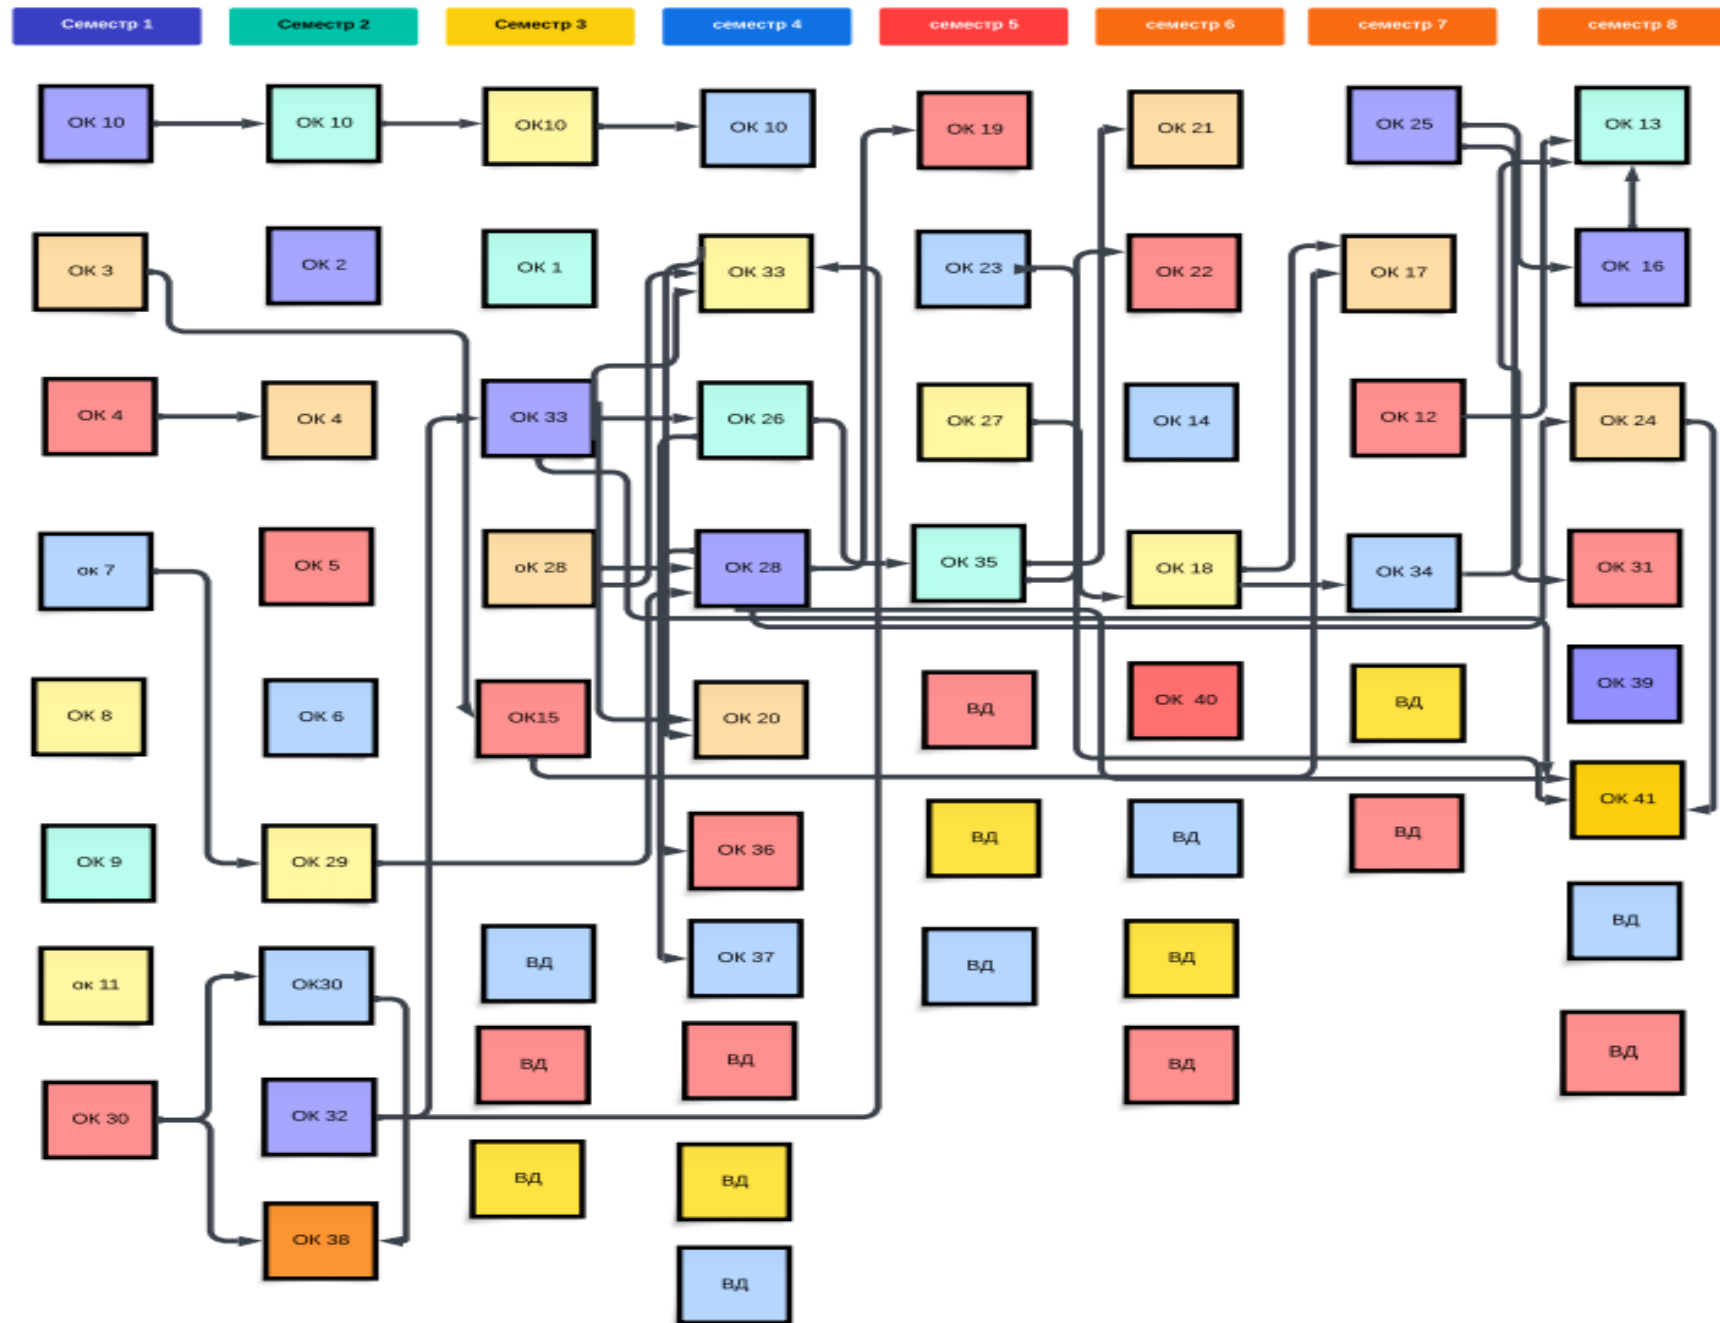 Семестр 1
Семестр 2
Семестр 3
семестр 4
семестр 5
семестр 6
семестр 7
семестр 8
ОК 10
ОК 10
ОК10
ОК 10
ОК 19
ОК 21
ОК 25
ОК 13
ОК 3
ОК 2
ОК 1
ОК 33
ОК 23
ОК 22
ОК 17
ОК 16
ОК 4
ОК 4
ОК 33
ОК 26
ОК 27
ОК 14
ОК 12
ОК 24
ок 7
ОК 5
оК 28
ОК 28
ОК 35
ОК 18
ОК 34
ОК 31
ОК 8
ОК 6
ОК15
ОК 20
ВД
ОК 40
ВД
ОК 39
ОК 9
ОК 29
ОК 36
ВД
ВД
ВД
ОК 41
ок 11
ОК30
ВД
ОК 37
ВД
ВД
ВД
ОК 30
ОК 32
ВД
ВД
ВД
ВД
ОК 38
ВД
ВД
ВД